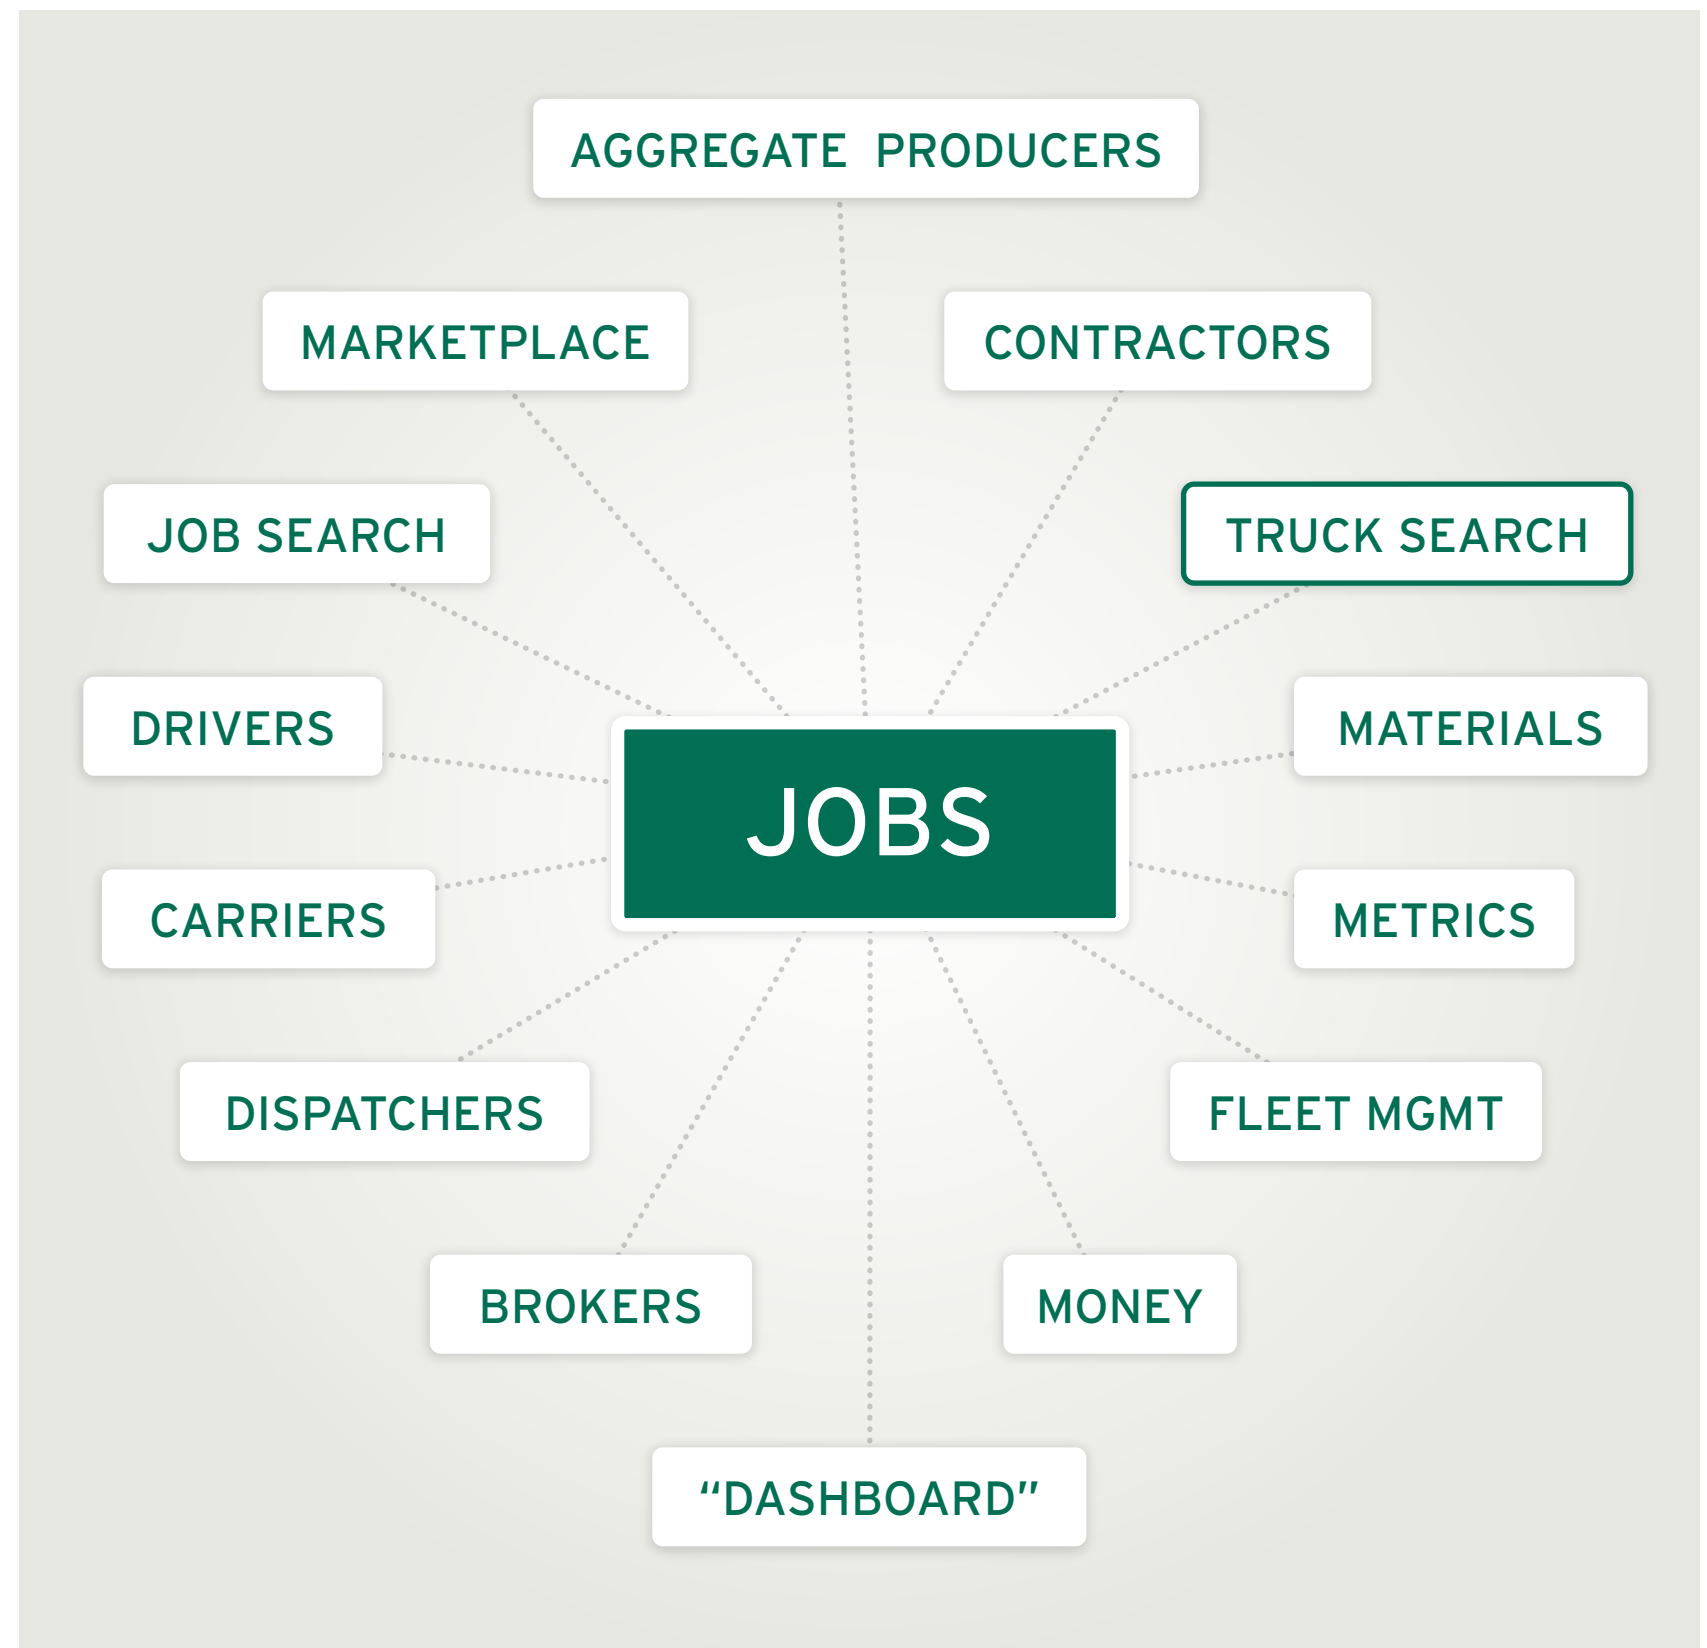 AGGREGATE PRODUCERS
MARKETPLACE
CONTRACTORS
JOB SEARCH
TRUCK SEARCH
DRIVERS
MATERIALS
JOBS
CARRIERS
METRICS
DISPATCHERS
FLEET MGMT
BROKERS
MONEY
“DASHBOARD”